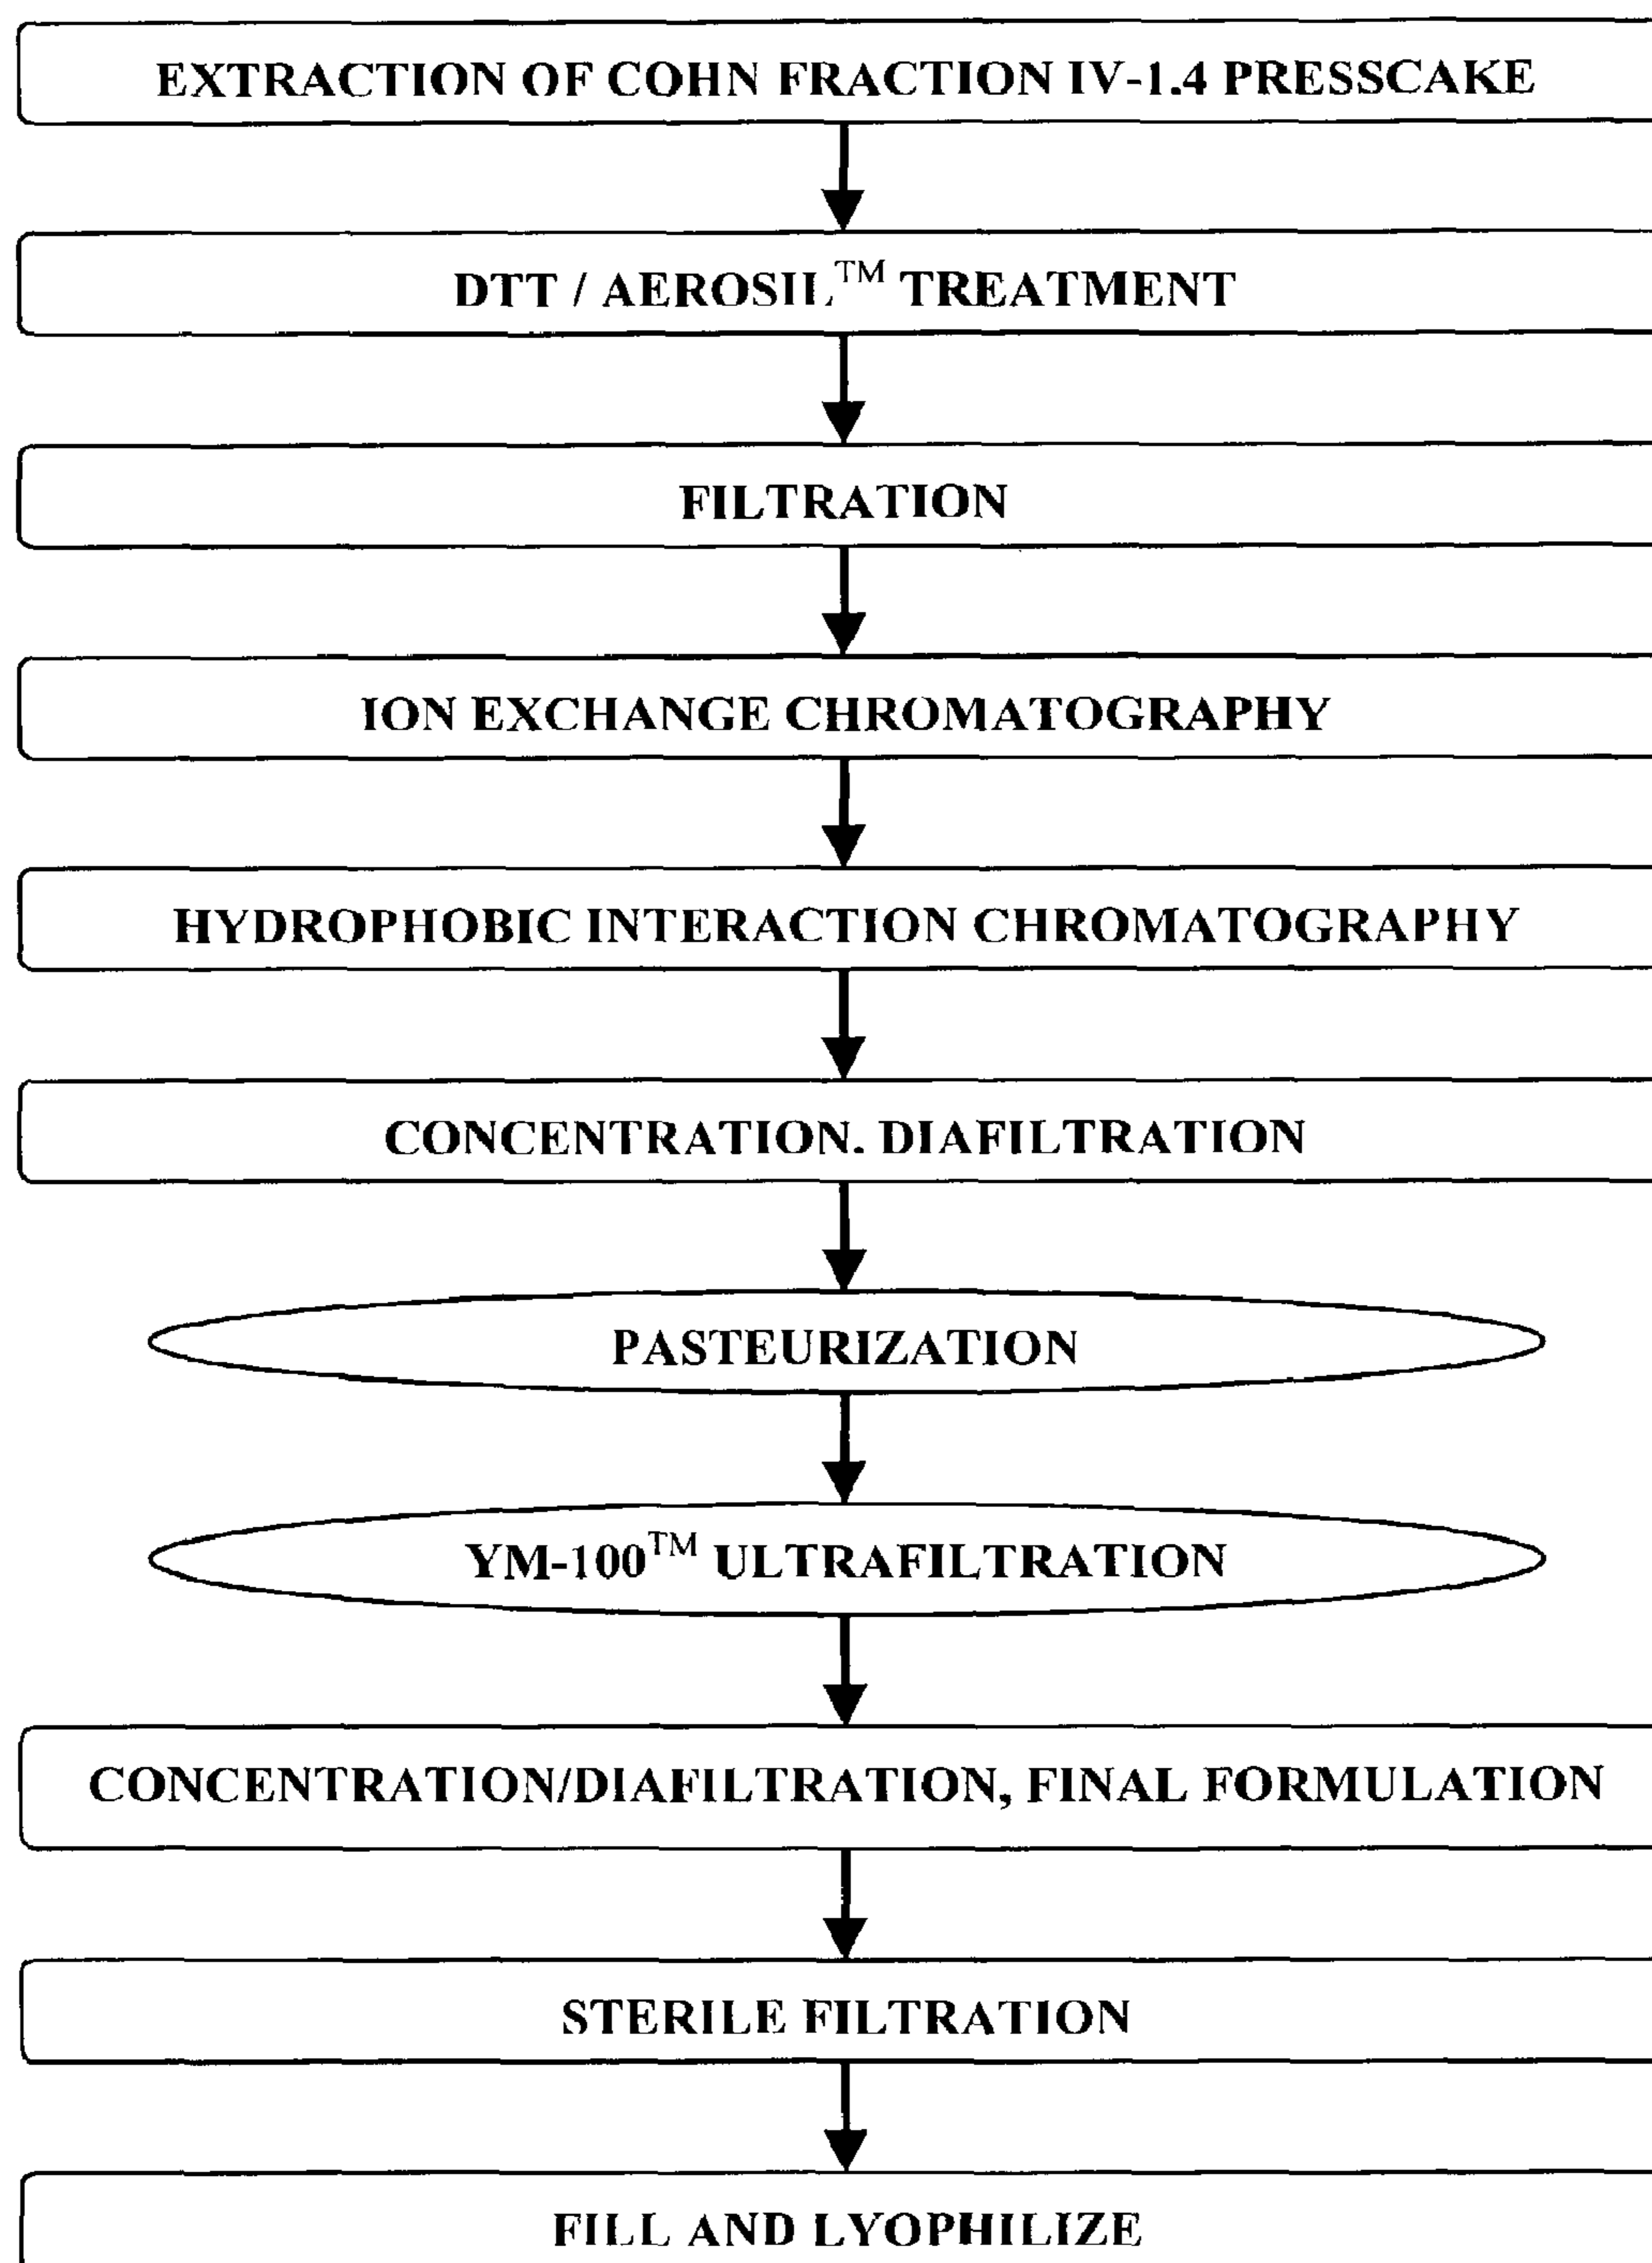 EXTRACTION OF COHN FRACTION IV-1.4 PRESSCAKE
DTT / AEROSIL™ TREATMENT
FILTRATION
ION EXCHANGE CHROMATOGRAPHY
HYDROPHOBIC INTERACTION CHROMATOGRAPHY
CONCENTRATION. DIAFILTRATION
PASTEURIZATION
YM-100™ ULTRAFILTRATION
CONCENTRATION/DIAFILTRATION, FINAL FORMULATION
STERILE FILTRATION
FILL AND LYOPHILIZE